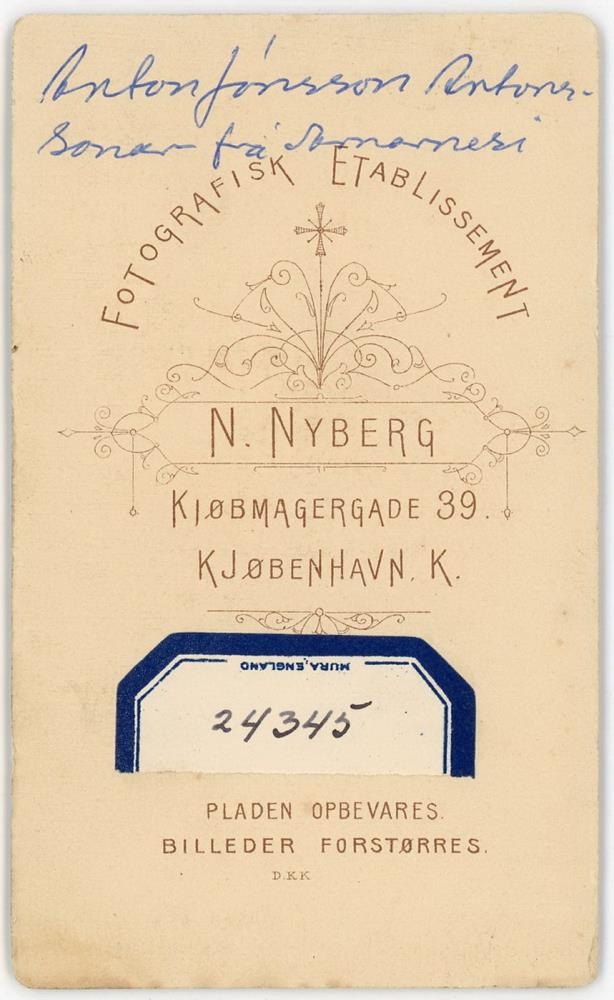 Anton Jónsson Antons-
sonar frá Arnarnesi
FOTOGRAFISK ETABLISSEMENT
N. NYBERG
KJØBMAGERGADE 39.
KJØBENHAVN. K.
MURA, ENGLAND
24345
PLADEN OPBEVARES.
BILLEDER FORSTØRRES.
D.KK